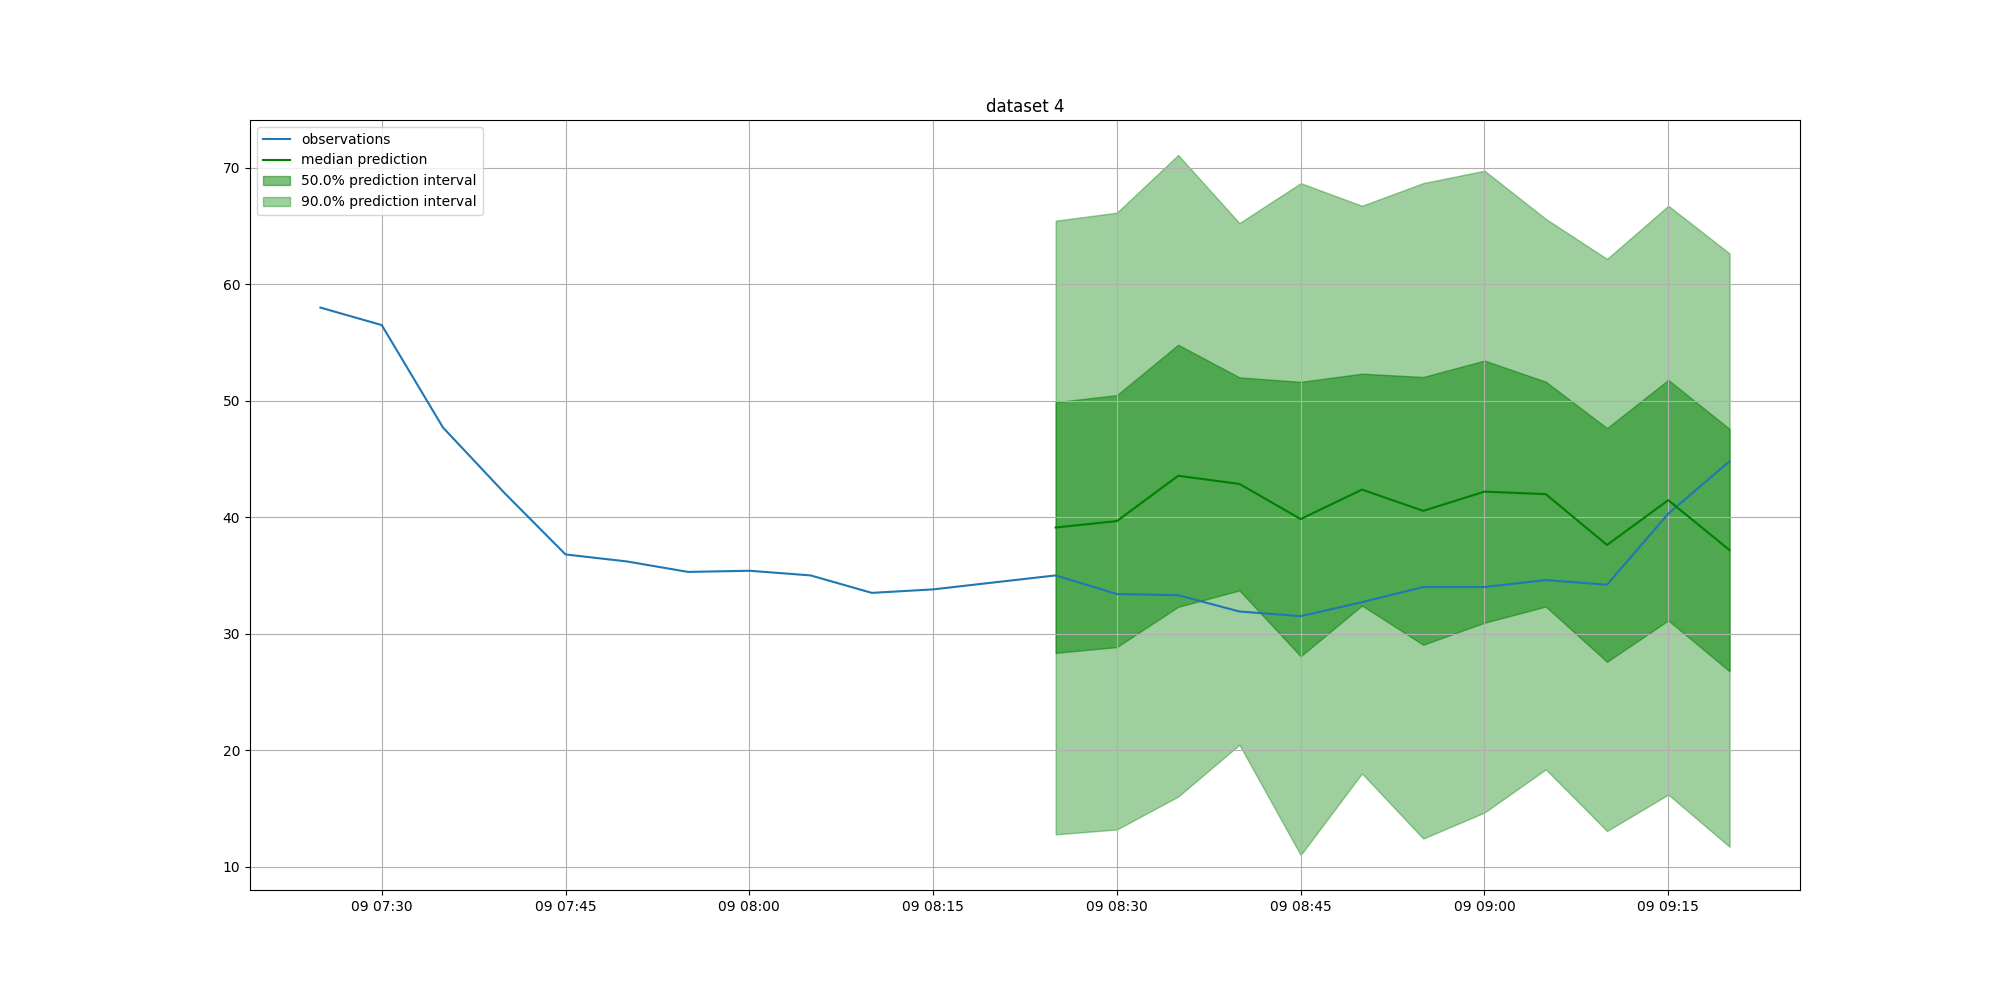 dataset 4
observations
median prediction
50.0% prediction interval
90.0% prediction interval
70
60
50
40
30
20
10
09 07:30 09 07:45 09 08:00 09 08:15 09 08:30 09 08:45 09 09:00 09 09:15